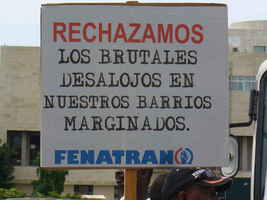 RECHAZAMOS
LOS BRUTALES
DESALOJOS EN
NUESTROS BARRIOS
MARGINADOS.
FENATRANO